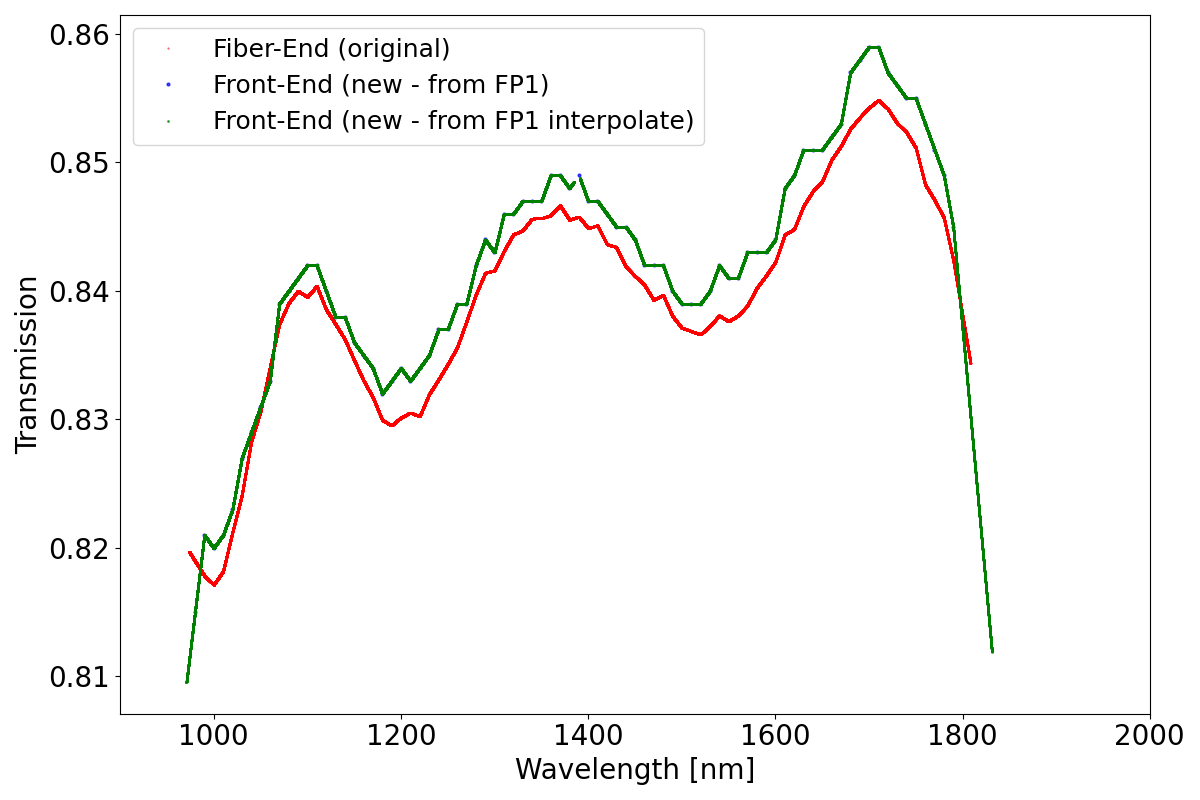 0.86
0.85
0.84
0.83
0.82
0.81
Transmission
Fiber-End (original)
Front-End (new - from FP1)
Front-End (new - from FP1 interpolate)
1000 1200 1400 1600 1800 2000
Wavelength [nm]